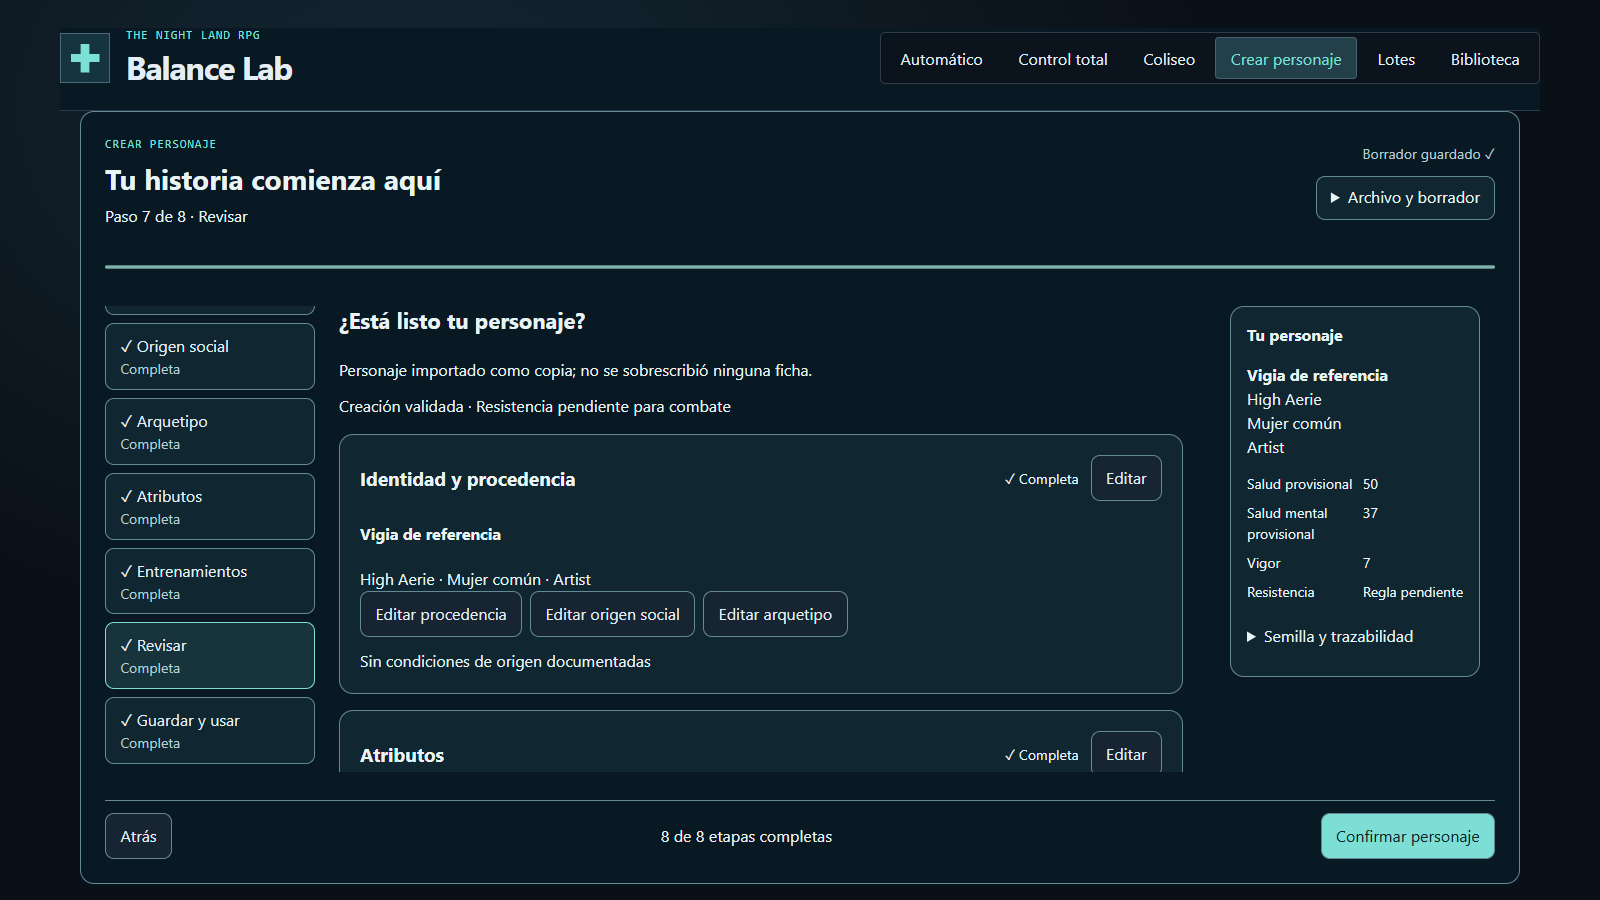 THE NIGHT LAND RPG
Balance Lab
Automático
Control total
Coliseo
Crear personaje
Lotes
Biblioteca
CREAR PERSONAJE
Tu historia comienza aquí
Paso 7 de 8 · Revisar
Borrador guardado ✓
▶ Archivo y borrador
✓ Origen social
Completa
✓ Arquetipo
Completa
✓ Atributos
Completa
✓ Entrenamientos
Completa
✓ Revisar
Completa
✓ Guardar y usar
Completa
¿Está listo tu personaje?
Personaje importado como copia; no se sobrescribió ninguna ficha.
Creación validada · Resistencia pendiente para combate
Identidad y procedencia
✓ Completa
Editar
Vigia de referencia
High Aerie · Mujer común · Artist
Editar procedencia
Editar origen social
Editar arquetipo
Sin condiciones de origen documentadas
Atributos
✓ Completa
Editar
Tu personaje
Vigia de referencia
High Aerie
Mujer común
Artist
Salud provisional 50
Salud mental provisional 37
Vigor 7
Resistencia Regla pendiente
▶ Semilla y trazabilidad
Atrás
8 de 8 etapas completas
Confirmar personaje